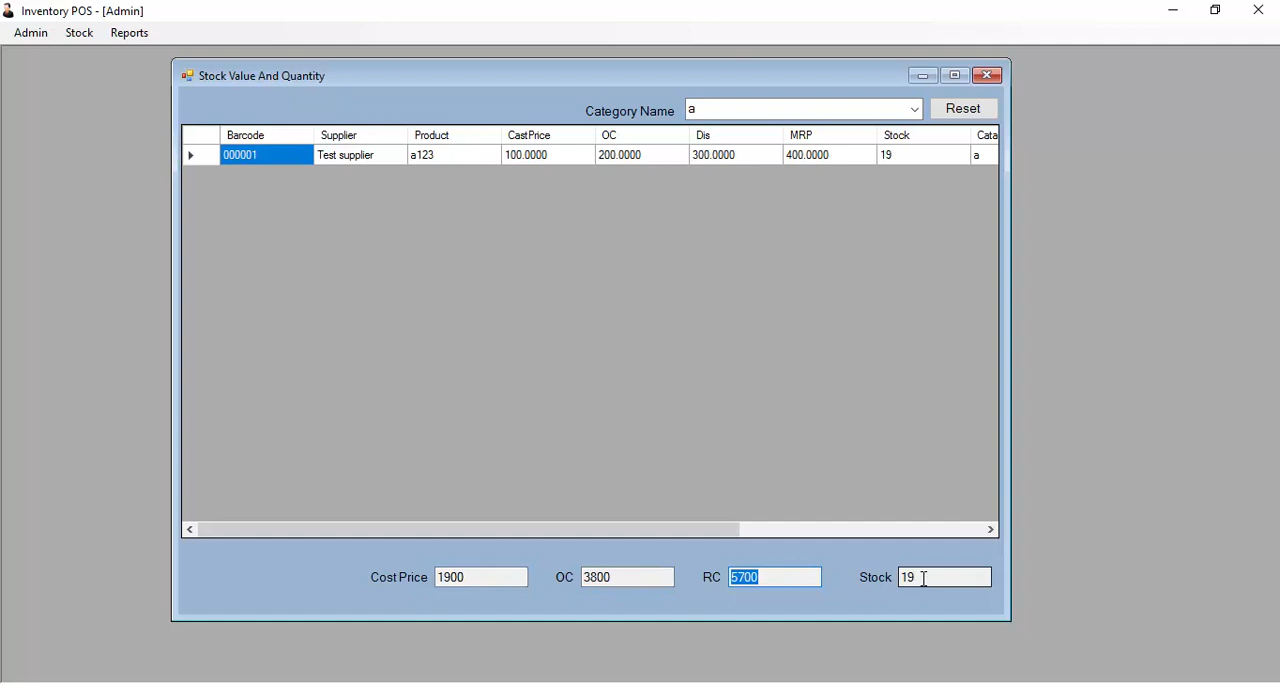 Inventory POS - [Admin]
Admin Stock Reports
Stock Value And Quantity
Category Name a Reset
Barcode Supplier Product CastPrice OC Dis MRP Stock Cata
000001 Test supplier a123 100.0000 200.0000 300.0000 400.0000 19 a
Cost Price 1900 OC 3800 RC 5700 Stock 19